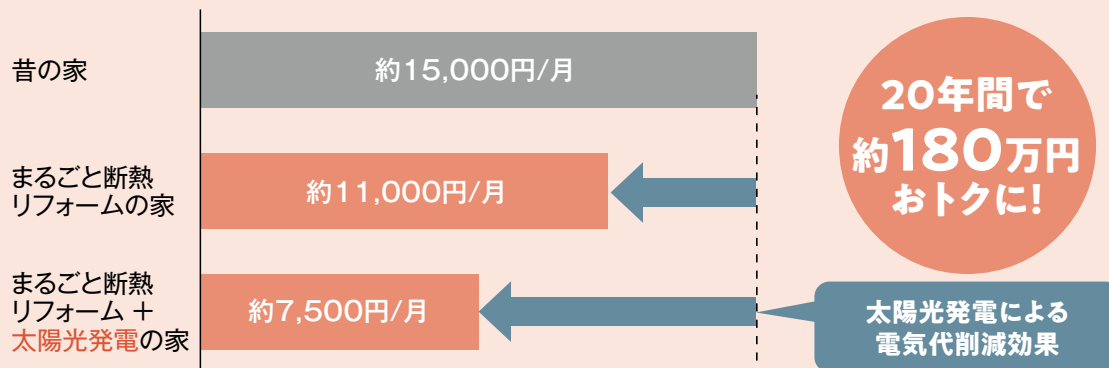 昔の家
約15,000円/月
まるごと断熱
リフォームの家
約11,000円/月
まるごと断熱
リフォーム ＋
太陽光発電の家
約7,500円/月
20年間で
約180万円
おトクに!
太陽光発電による
電気代削減効果